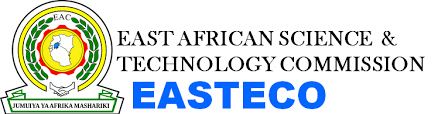 EAC
JUMUIYA YA AFRIKA MASHARIKI
EAST AFRICAN SCIENCE &
TECHNOLOGY COMMISSION
EASTECO